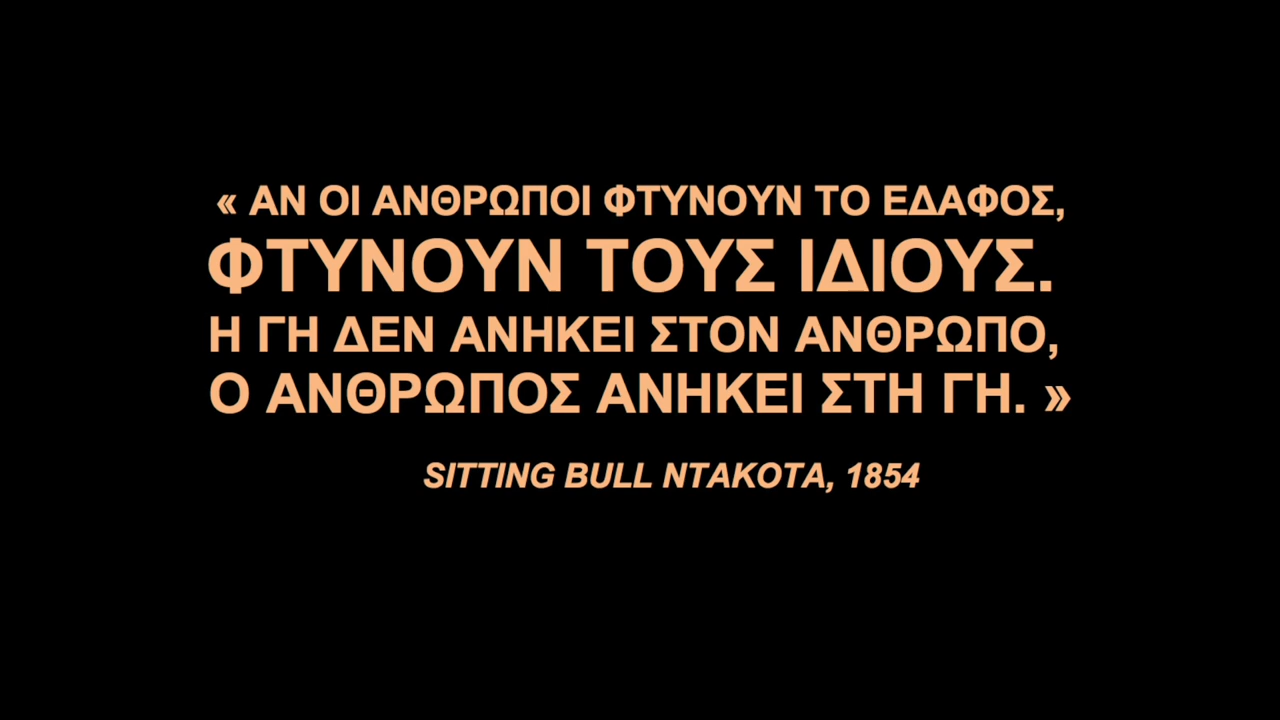 « ΑΝ ΟΙ ΑΝΘΡΩΠΟΙ ΦΤΥΝΟΥΝ ΤΟ ΕΔΑΦΟΣ,
ΦΤΥΝΟΥΝ ΤΟΥΣ ΙΔΙΟΥΣ.
Η ΓΗ ΔΕΝ ΑΝΗΚΕΙ ΣΤΟΝ ΑΝΘΡΩΠΟ,
Ο ΑΝΘΡΩΠΟΣ ΑΝΗΚΕΙ ΣΤΗ ΓΗ. »
SITTING BULL ΝΤΑΚΟΤΑ, 1854